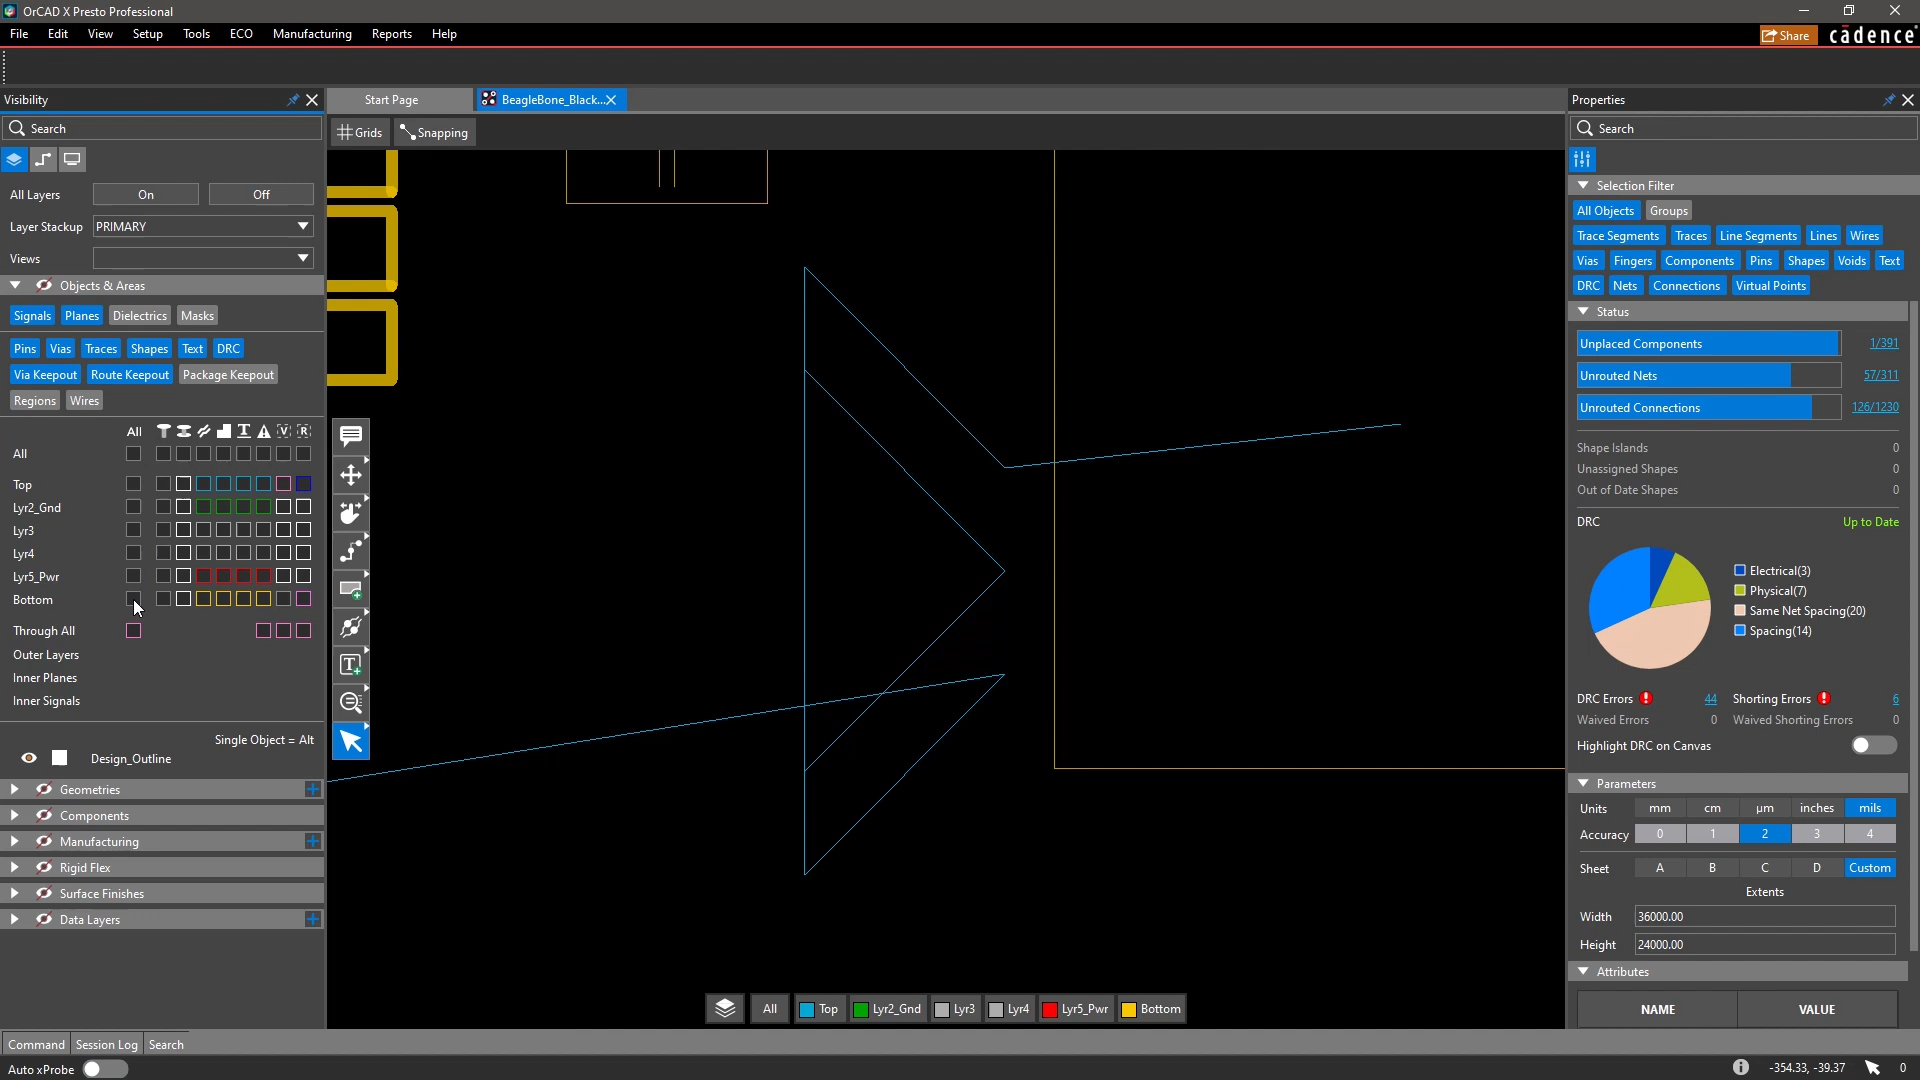 OrCAD X Presto Professional
File Edit View Setup Tools ECO Manufacturing Reports Help
Share cādence
Visibility
Search
All Layers On Off
Layer Stackup PRIMARY
Views
Objects & Areas
Signals Planes Dielectrics Masks
Pins Vias Traces Shapes Text DRC
Via Keepout Route Keepout Package Keepout
Regions Wires
All V R
All
Top
Lyr2_Gnd
Lyr3
Lyr4
Lyr5_Pwr
Bottom
Through All
Outer Layers
Inner Planes
Inner Signals
Single Object = Alt
Design_Outline
Geometries
Components
Manufacturing
Rigid Flex
Surface Finishes
Data Layers
Start Page BeagleBone_Black...
Grids Snapping
All Top Lyr2_Gnd Lyr3 Lyr4 Lyr5_Pwr Bottom
Properties
Search
Selection Filter
All Objects Groups
Trace Segments Traces Line Segments Lines Wires
Vias Fingers Components Pins Shapes Voids Text
DRC Nets Connections Virtual Points
Status
Unplaced Components 1/391
Unrouted Nets 57/311
Unrouted Connections 126/1230
Shape Islands 0
Unassigned Shapes 0
Out of Date Shapes 0
DRC Up to Date
Electrical(3)
Physical(7)
Same Net Spacing(20)
Spacing(14)
DRC Errors 44 Shorting Errors 6
Waived Errors 0 Waived Shorting Errors 0
Highlight DRC on Canvas
Parameters
Units mm cm µm inches mils
Accuracy 0 1 2 3 4
Sheet A B C D Custom
Extents
Width 36000.00
Height 24000.00
Attributes
NAME VALUE
Command Session Log Search
Auto xProbe -354.33, -39.37 0